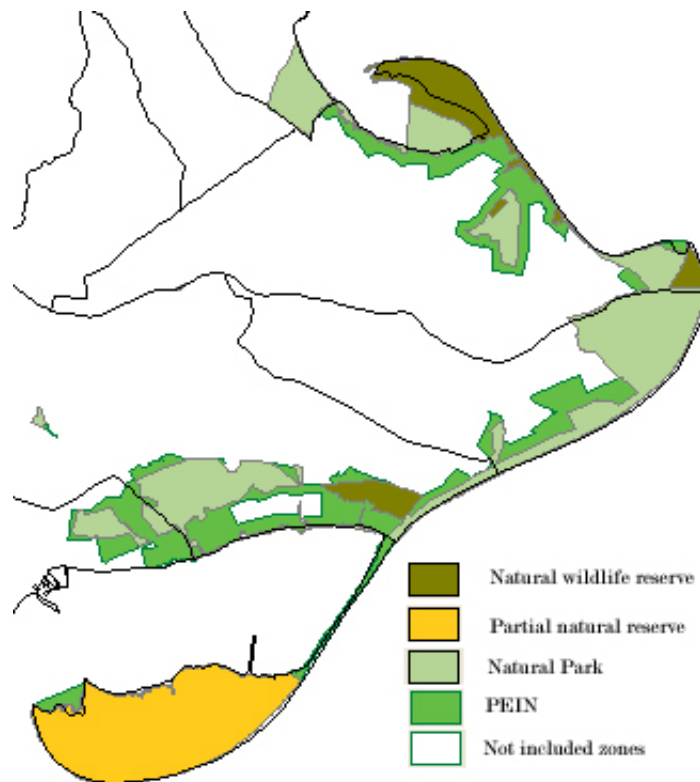 Natural wildlife reserve
Partial natural reserve
Natural Park
PEIN
Not included zones